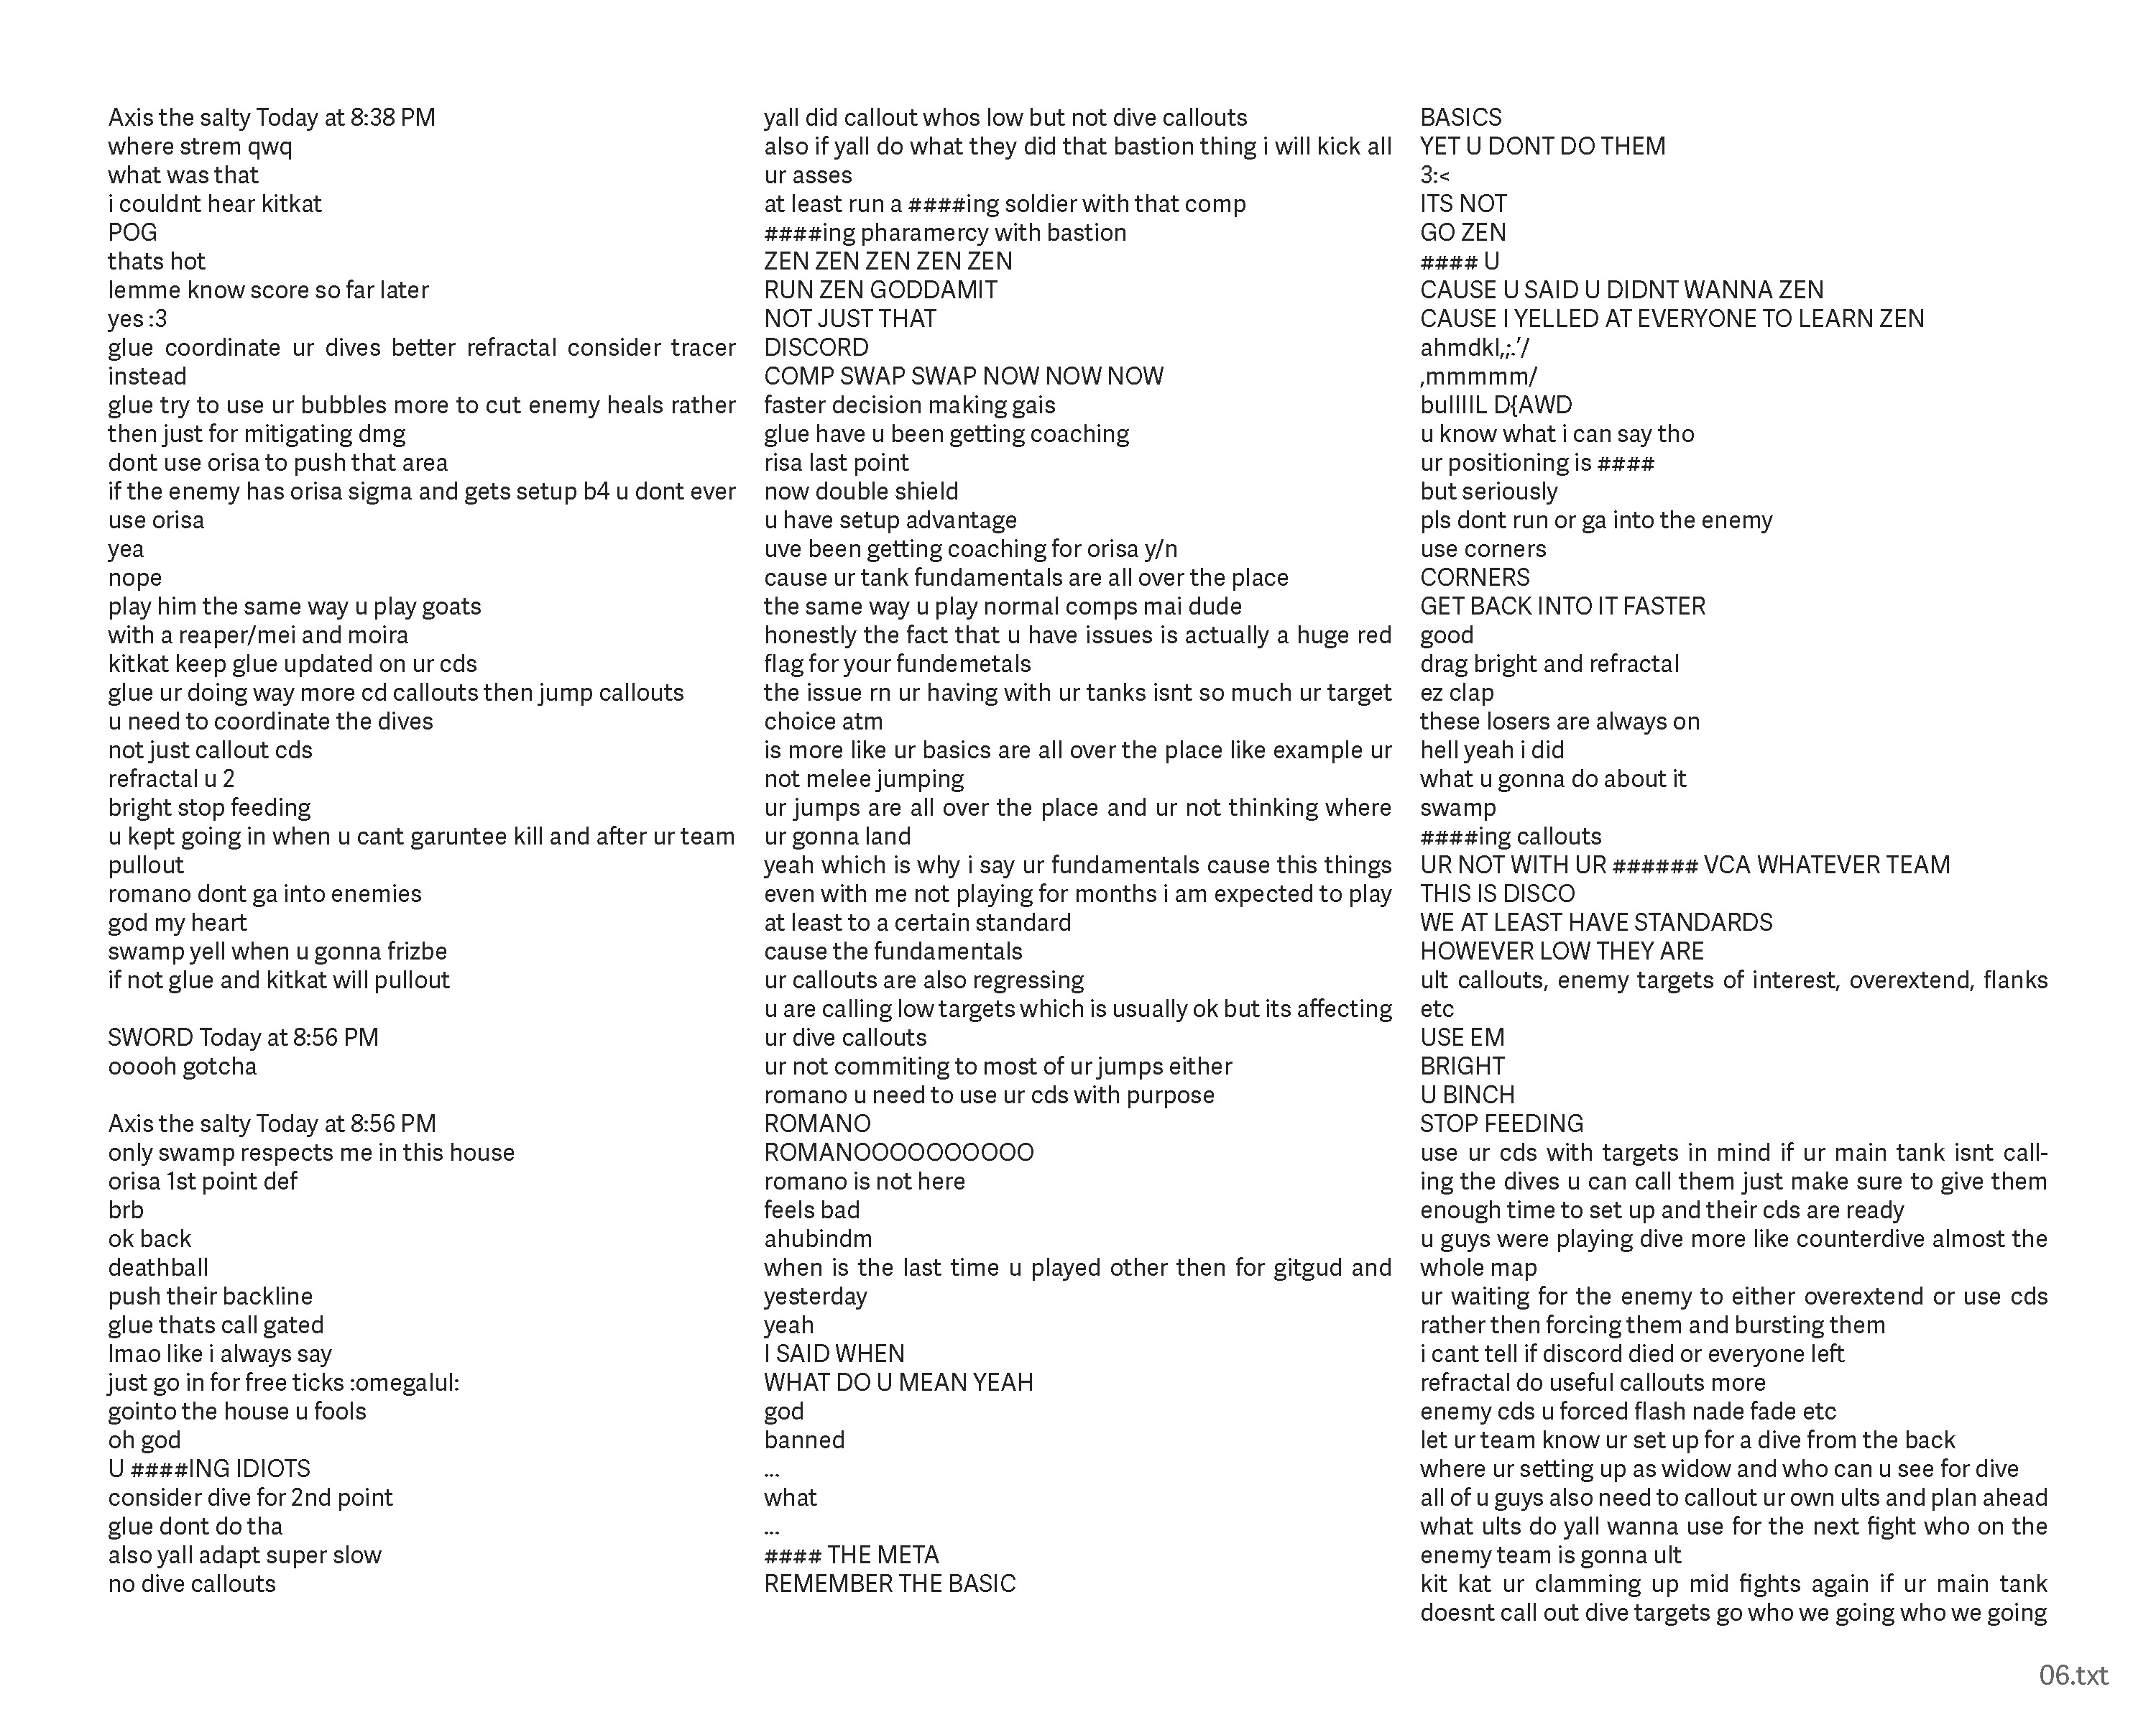 Axis the salty Today at 8:38 PM
where strem qwq
what was that
i couldnt hear kitkat
POG
thats hot
lemme know score so far later
yes :3
glue coordinate ur dives better refractal consider tracer
instead
glue try to use ur bubbles more to cut enemy heals rather
then just for mitigating dmg
dont use orisa to push that area
if the enemy has orisa sigma and gets setup b4 u dont ever
use orisa
yea
nope
play him the same way u play goats
with a reaper/mei and moira
kitkat keep glue updated on ur cds
glue ur doing way more cd callouts then jump callouts
u need to coordinate the dives
not just callout cds
refractal u 2
bright stop feeding
u kept going in when u cant garuntee kill and after ur team
pullout
romano dont ga into enemies
god my heart
swamp yell when u gonna frizbe
if not glue and kitkat will pullout

SWORD Today at 8:56 PM
ooooh gotcha

Axis the salty Today at 8:56 PM
only swamp respects me in this house
orisa 1st point def
brb
ok back
deathball
push their backline
glue thats call gated
lmao like i always say
just go in for free ticks :omegalul:
gointo the house u fools
oh god
U ####ING IDIOTS
consider dive for 2nd point
glue dont do tha
also yall adapt super slow
no dive callouts
yall did callout whos low but not dive callouts
also if yall do what they did that bastion thing i will kick all
ur asses
at least run a ####ing soldier with that comp
####ing pharamercy with bastion
ZEN ZEN ZEN ZEN ZEN
RUN ZEN GODDAMIT
NOT JUST THAT
DISCORD
COMP SWAP SWAP NOW NOW NOW
faster decision making gais
glue have u been getting coaching
risa last point
now double shield
u have setup advantage
uve been getting coaching for orisa y/n
cause ur tank fundamentals are all over the place
the same way u play normal comps mai dude
honestly the fact that u have issues is actually a huge red
flag for your fundemetals
the issue rn ur having with ur tanks isnt so much ur target
choice atm
is more like ur basics are all over the place like example ur
not melee jumping
ur jumps are all over the place and ur not thinking where
ur gonna land
yeah which is why i say ur fundamentals cause this things
even with me not playing for months i am expected to play
at least to a certain standard
cause the fundamentals
ur callouts are also regressing
u are calling low targets which is usually ok but its affecting
ur dive callouts
ur not commiting to most of ur jumps either
romano u need to use ur cds with purpose
ROMANO
ROMANOOOOOOOOOO
romano is not here
feels bad
ahubindm
when is the last time u played other then for gitgud and
yesterday
yeah
I SAID WHEN
WHAT DO U MEAN YEAH
god
banned
...
what
...
#### THE META
REMEMBER THE BASIC
BASICS
YET U DONT DO THEM
3:<
ITS NOT
GO ZEN
#### U
CAUSE U SAID U DIDNT WANNA ZEN
CAUSE I YELLED AT EVERYONE TO LEARN ZEN
ahmdkl,;.'/
,mmmmm/
bullIIL D{AWD
u know what i can say tho
ur positioning is ####
but seriously
pls dont run or ga into the enemy
use corners
CORNERS
GET BACK INTO IT FASTER
good
drag bright and refractal
ez clap
these losers are always on
hell yeah i did
what u gonna do about it
swamp
####ing callouts
UR NOT WITH UR ###### VCA WHATEVER TEAM
THIS IS DISCO
WE AT LEAST HAVE STANDARDS
HOWEVER LOW THEY ARE
ult callouts, enemy targets of interest, overextend, flanks
etc
USE EM
BRIGHT
U BINCH
STOP FEEDING
use ur cds with targets in mind if ur main tank isnt call-
ing the dives u can call them just make sure to give them
enough time to set up and their cds are ready
u guys were playing dive more like counterdive almost the
whole map
ur waiting for the enemy to either overextend or use cds
rather then forcing them and bursting them
i cant tell if discord died or everyone left
refractal do useful callouts more
enemy cds u forced flash nade fade etc
let ur team know ur set up for a dive from the back
where ur setting up as widow and who can u see for dive
all of u guys also need to callout ur own ults and plan ahead
what ults do yall wanna use for the next fight who on the
enemy team is gonna ult
kit kat ur clamming up mid fights again if ur main tank
doesnt call out dive targets go who we going who we going
06.txt